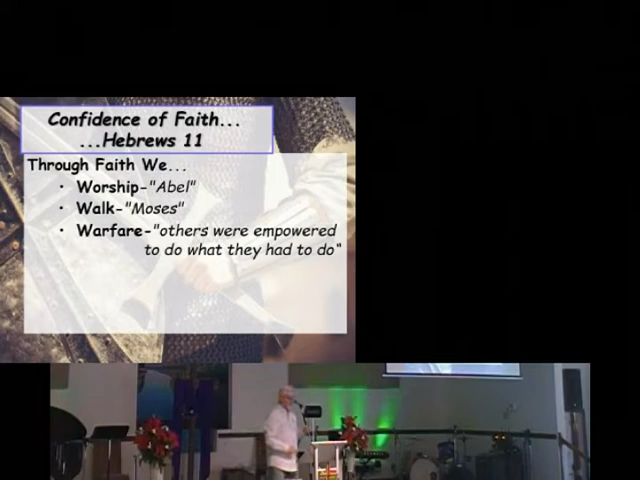 Confidence of Faith...
...Hebrews 11
Through Faith We...
• Worship-"Abel"
• Walk-"Moses"
• Warfare-"others were empowered
to do what they had to do“